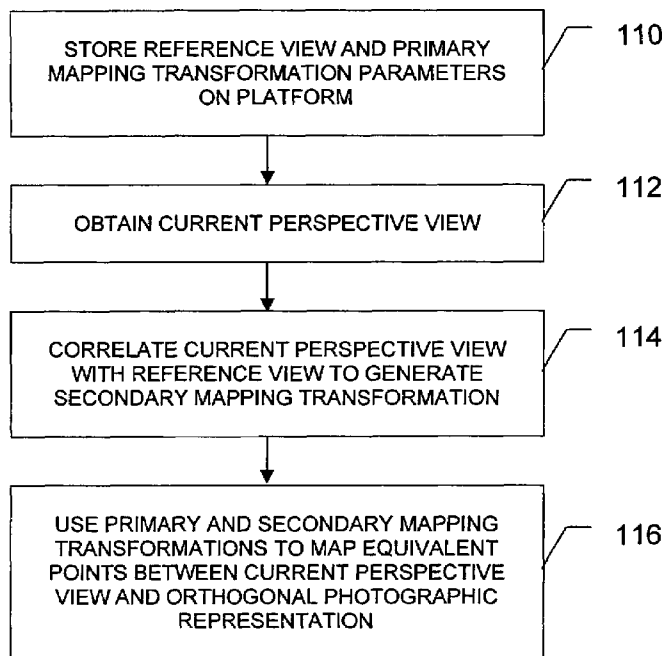 STORE REFERENCE VIEW AND PRIMARY
MAPPING TRANSFORMATION PARAMETERS
ON PLATFORM
110
OBTAIN CURRENT PERSPECTIVE VIEW
112
CORRELATE CURRENT PERSPECTIVE VIEW
WITH REFERENCE VIEW TO GENERATE
SECONDARY MAPPING TRANSFORMATION
114
USE PRIMARY AND SECONDARY MAPPING
TRANSFORMATIONS TO MAP EQUIVALENT
POINTS BETWEEN CURRENT PERSPECTIVE
VIEW AND ORTHOGONAL PHOTOGRAPHIC
REPRESENTATION
116